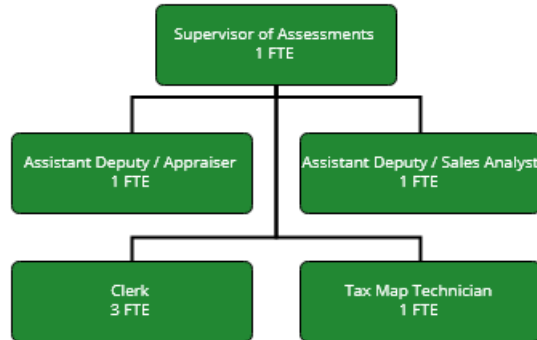 Supervisor of Assessments
1 FTE
Assistant Deputy / Appraiser
1 FTE
Assistant Deputy / Sales Analyst
1 FTE
Clerk
3 FTE
Tax Map Technician
1 FTE